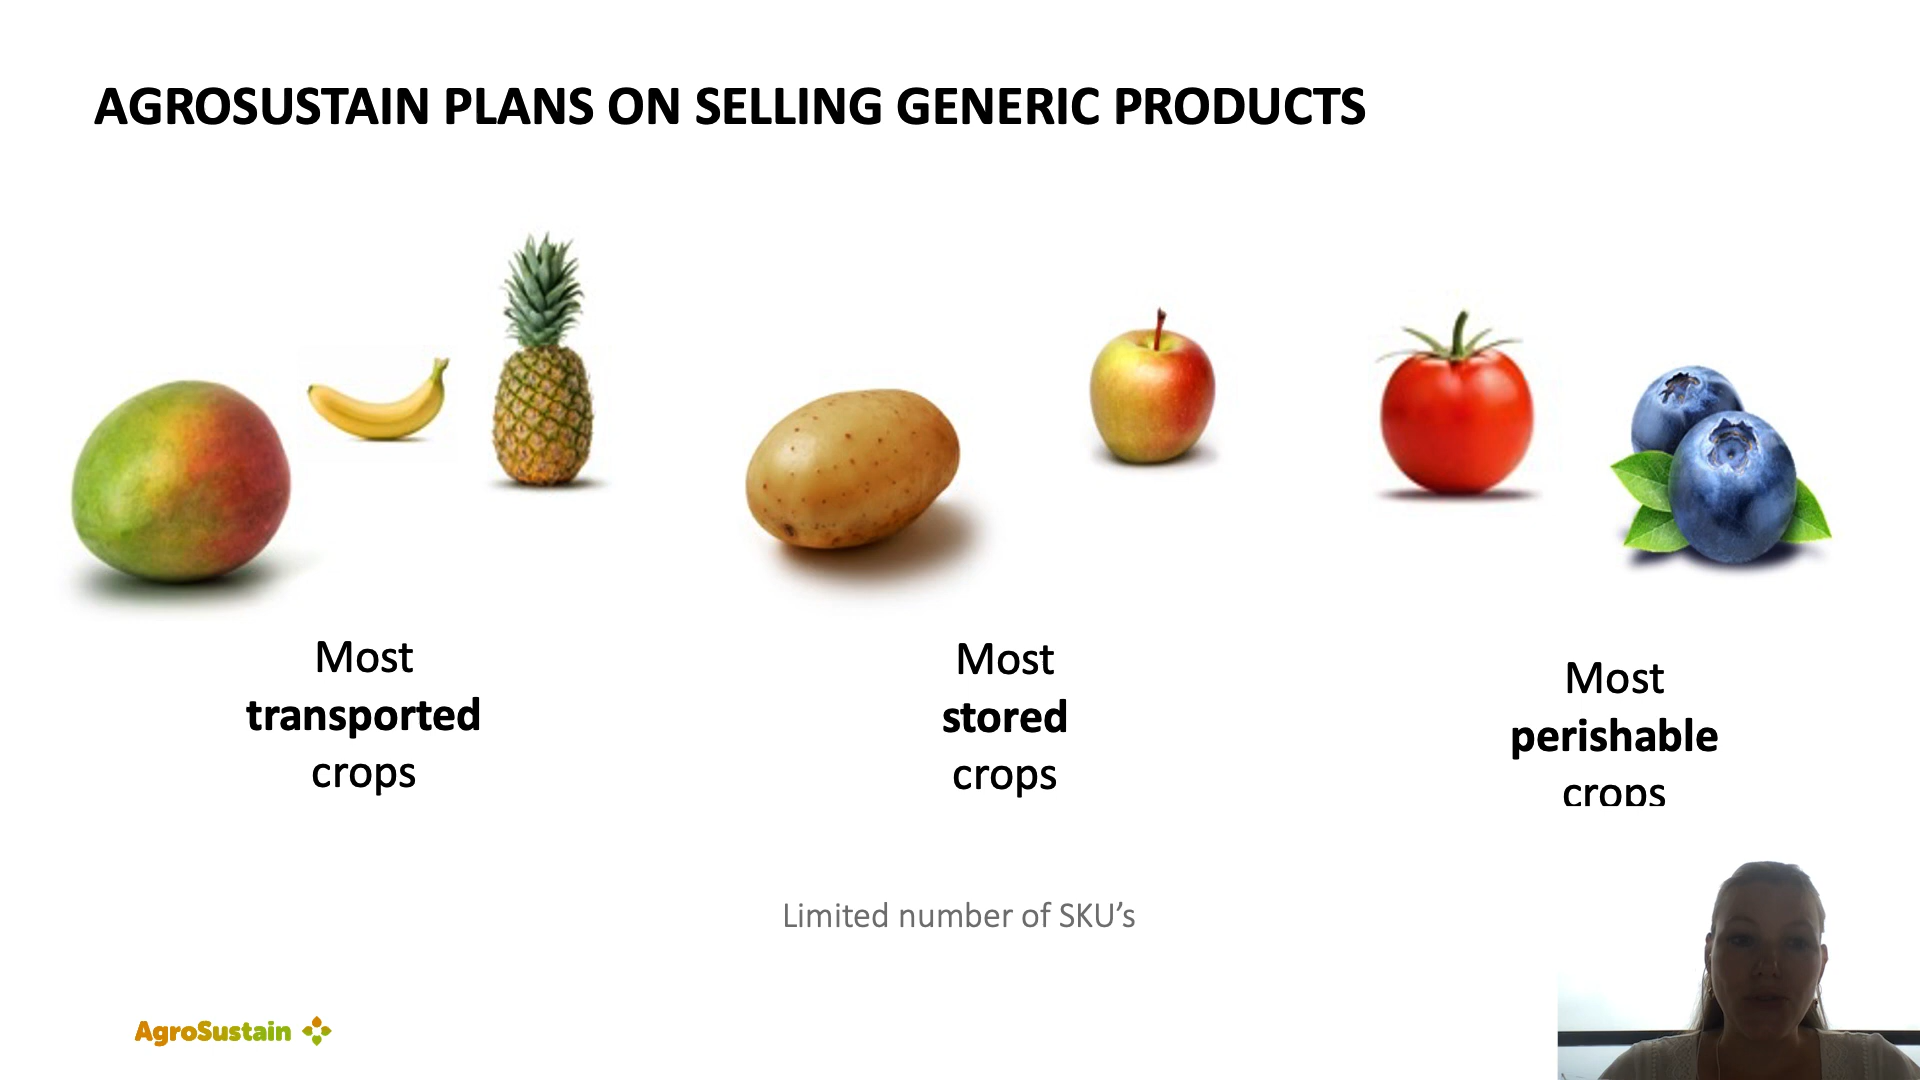 AGROSUSTAIN PLANS ON SELLING GENERIC PRODUCTS
Most
transported
crops
Most
stored
crops
Most
perishable
crops
Limited number of SKU’s
AgroSustain